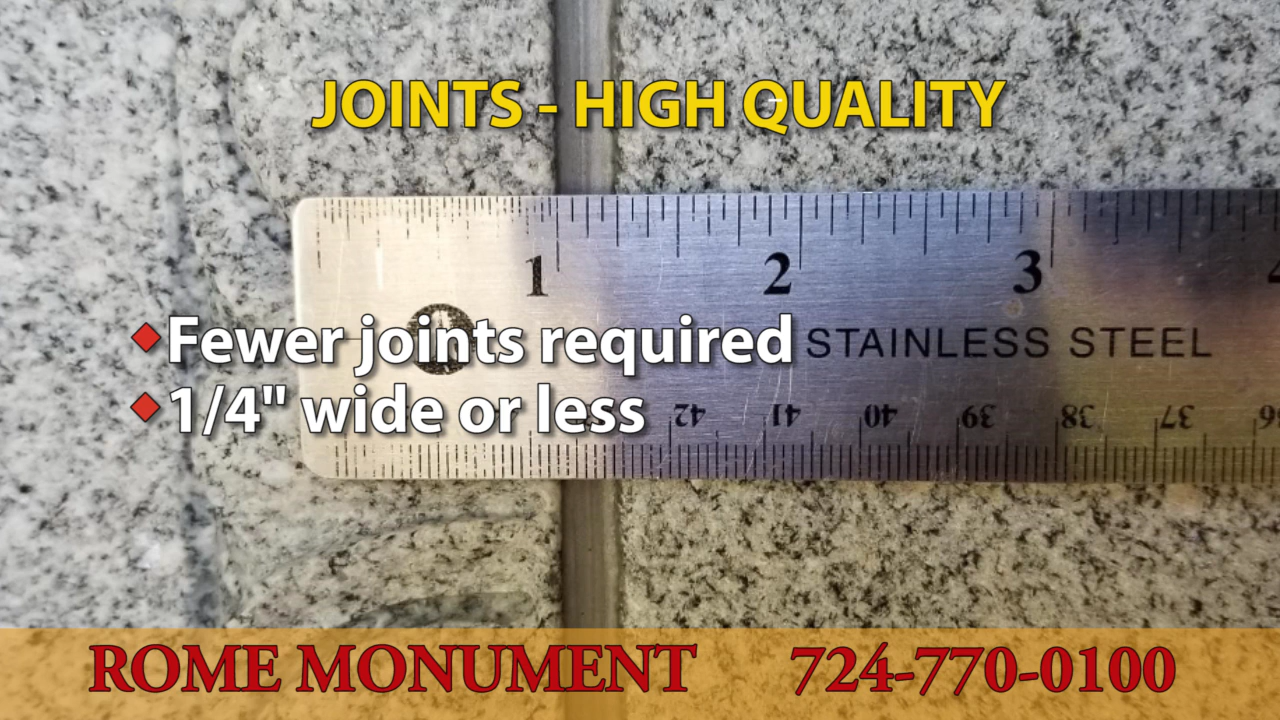 JOINTS - HIGH QUALITY
1 2 3
Fewer joints required
STAINLESS STEEL
1/4" wide or less
42 41 40 39 38 37
ROME MONUMENT 724-770-0100